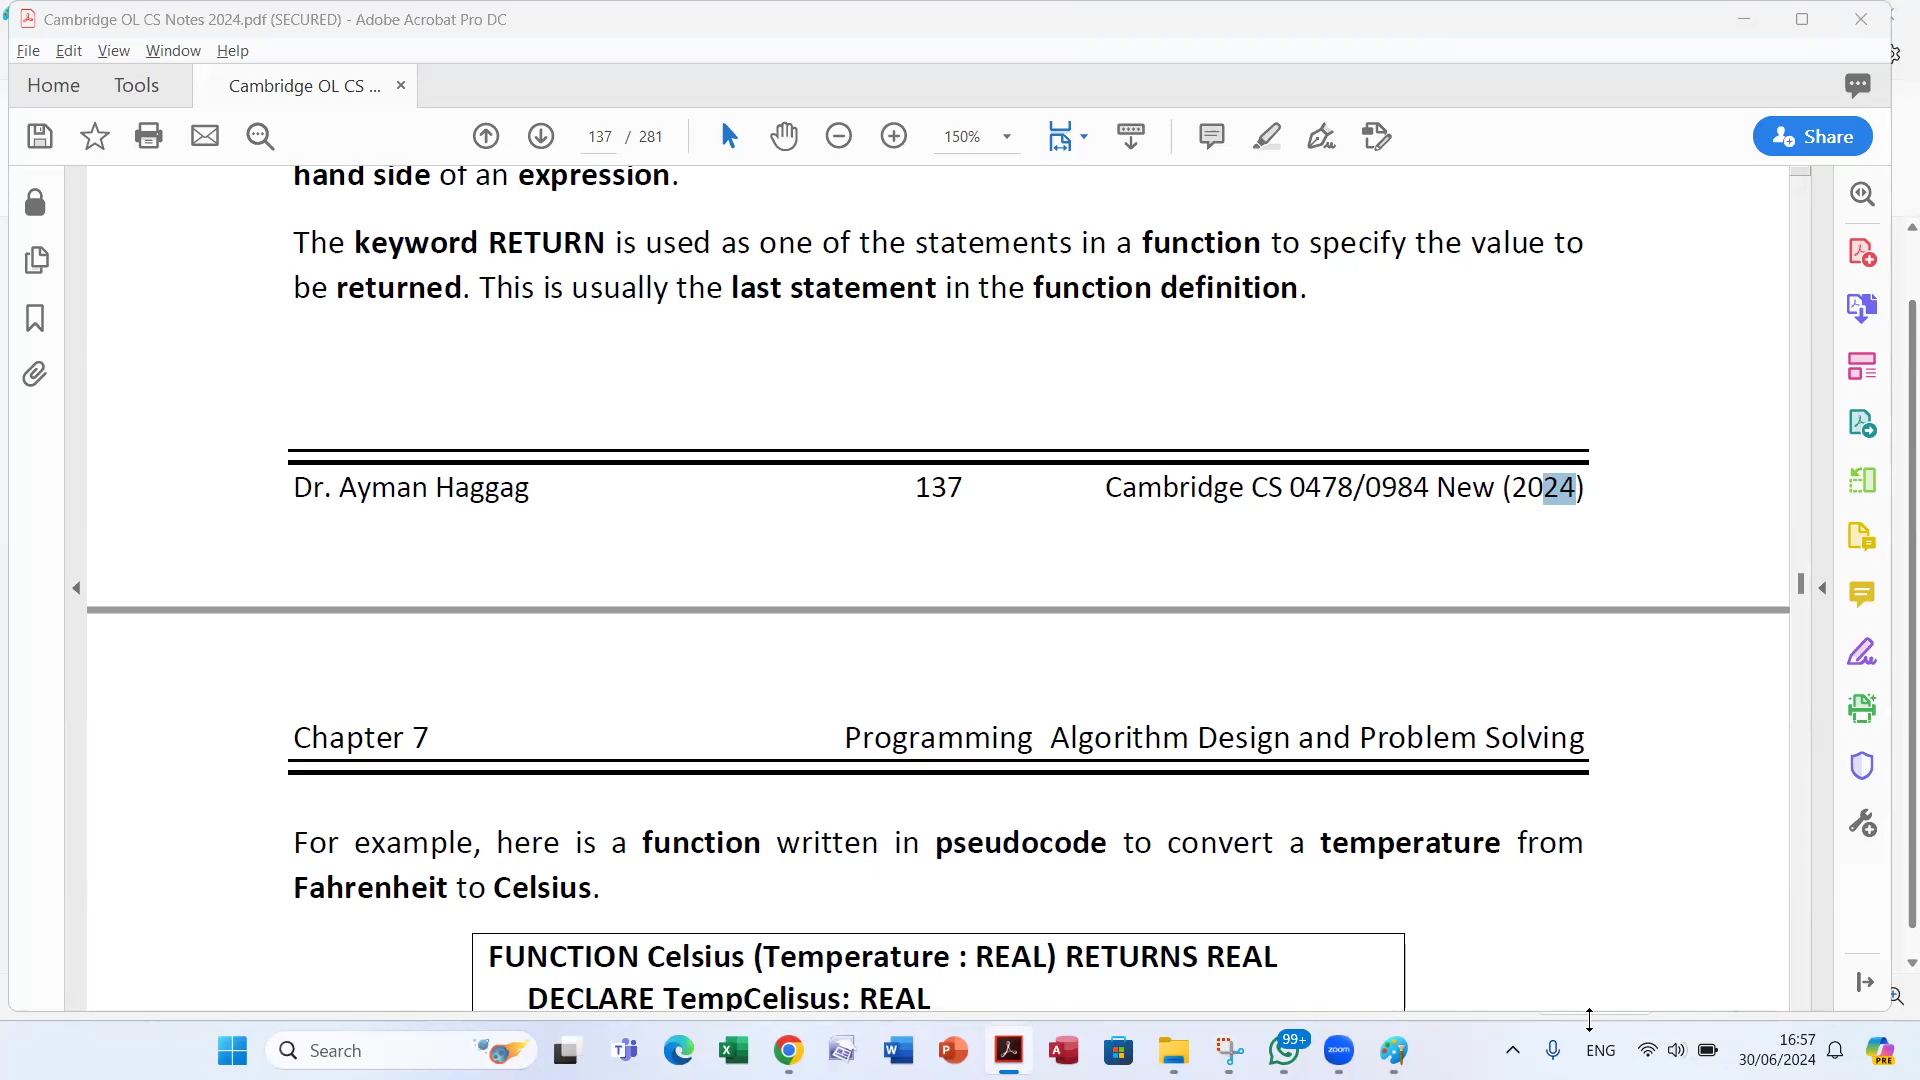 Cambridge OL CS Notes 2024.pdf (SECURED) - Adobe Acrobat Pro DC
File Edit View Window Help
Home Tools Cambridge OL CS ... ×
137 / 281 150% Share
hand side of an expression.
The keyword RETURN is used as one of the statements in a function to specify the value to
be returned. This is usually the last statement in the function definition.
Dr. Ayman Haggag 137 Cambridge CS 0478/0984 New (2024)
Chapter 7 Programming Algorithm Design and Problem Solving
For example, here is a function written in pseudocode to convert a temperature from
Fahrenheit to Celsius.
FUNCTION Celsius (Temperature : REAL) RETURNS REAL
DECLARE TempCelisus: REAL
Search 99+ zoom ENG 16:57
30/06/2024 PRE